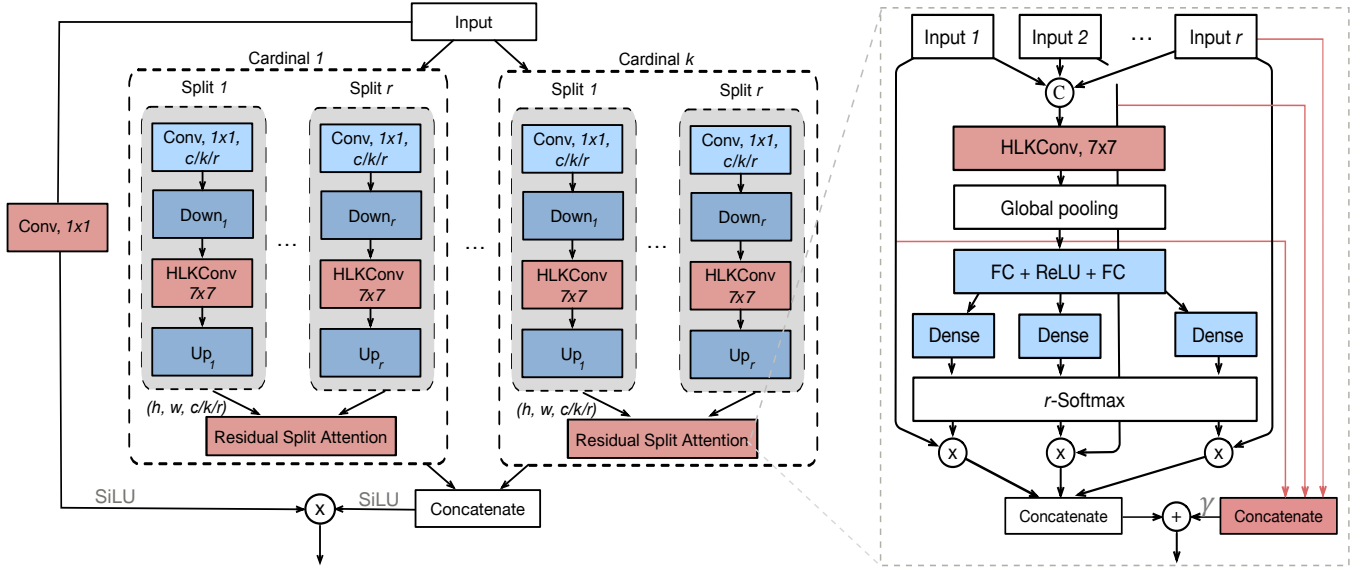 Input
Cardinal 1
Cardinal k
Split 1
Split r
Split 1
Split r
Conv, 1x1,
c/k/r
Conv, 1x1,
c/k/r
Conv, 1x1,
c/k/r
Conv, 1x1,
c/k/r
Conv, 1x1
Down1
Downr
Down1
Downr
...
...
...
HLKConv
7x7
HLKConv
7x7
HLKConv
7x7
HLKConv
7x7
Up1
Upr
Up1
Upr
(h, w, c/k/r)
(h, w, c/k/r)
Residual Split Attention
Residual Split Attention
SiLU
x
SiLU
Concatenate
Input 1
Input 2
...
Input r
C
HLKConv, 7x7
Global pooling
FC + ReLU + FC
Dense
Dense
Dense
r-Softmax
x
x
x
Concatenate
+
γ
Concatenate